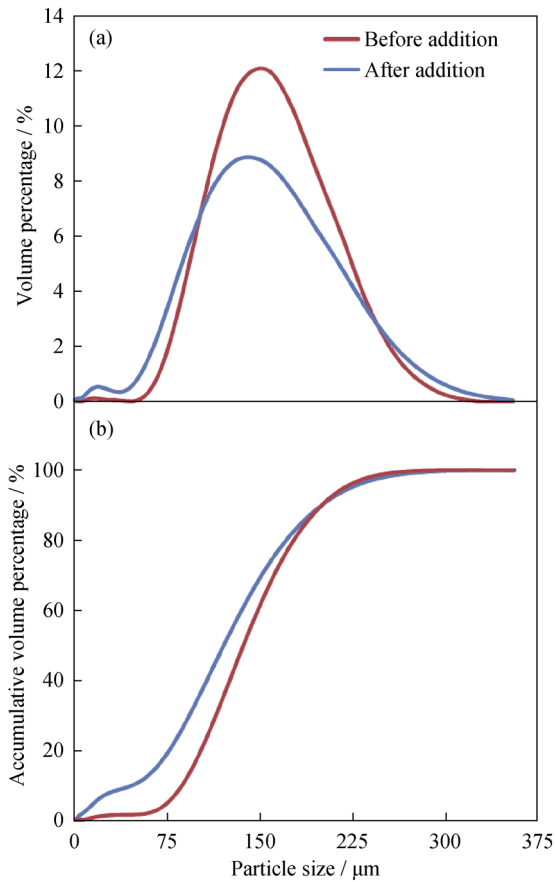 14
(a)
Before addition
After addition
12
10
8
6
4
2
0
Volume percentage / %
(b)
100
80
60
40
20
0
Accumulative volume percentage / %
0 75 150 225 300 375
Particle size / μm